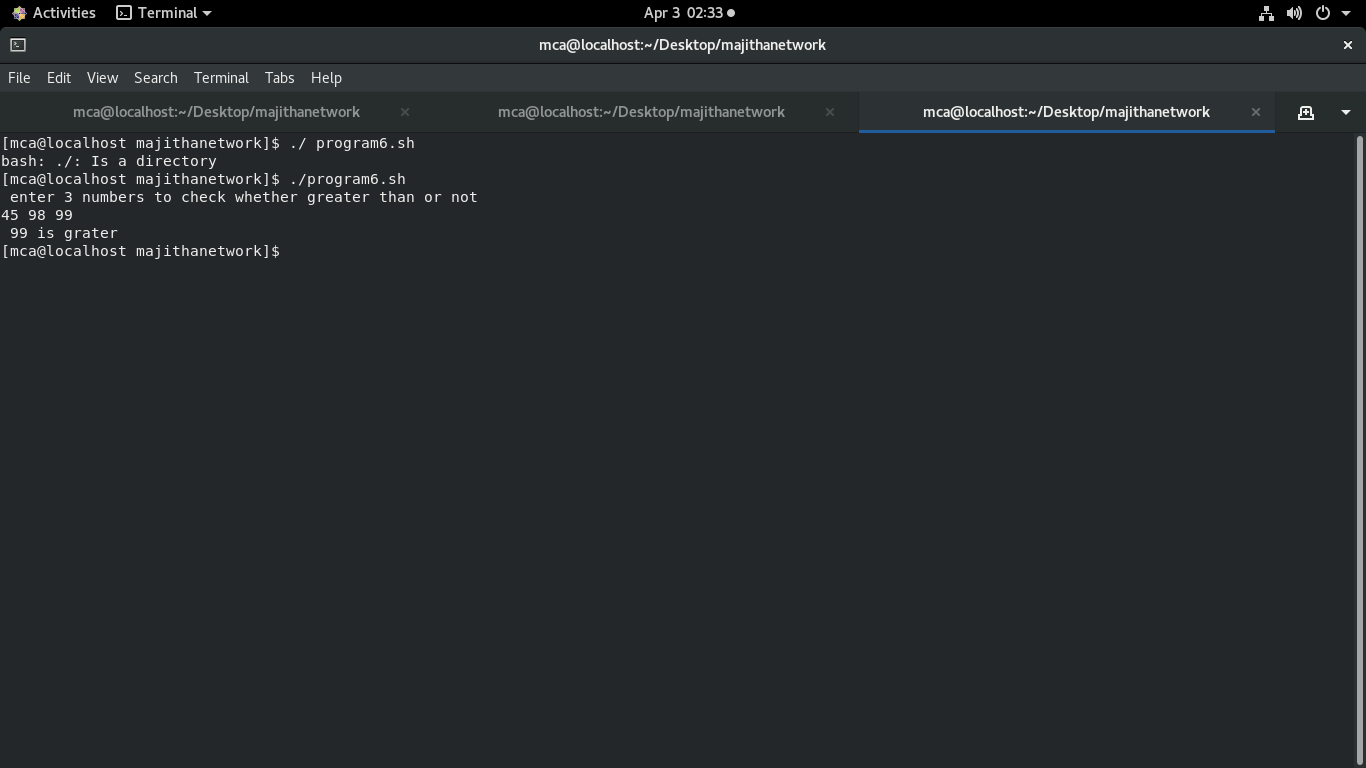 Activities Terminal Apr 3 02:33
mca@localhost:~/Desktop/majithanetwork
File Edit View Search Terminal Tabs Help
mca@localhost:~/Desktop/majithanetwork mca@localhost:~/Desktop/majithanetwork mca@localhost:~/Desktop/majithanetwork
[mca@localhost majithanetwork]$ ./ program6.sh
bash: ./: Is a directory
[mca@localhost majithanetwork]$ ./program6.sh
 enter 3 numbers to check whether greater than or not
45 98 99
 99 is grater
[mca@localhost majithanetwork]$